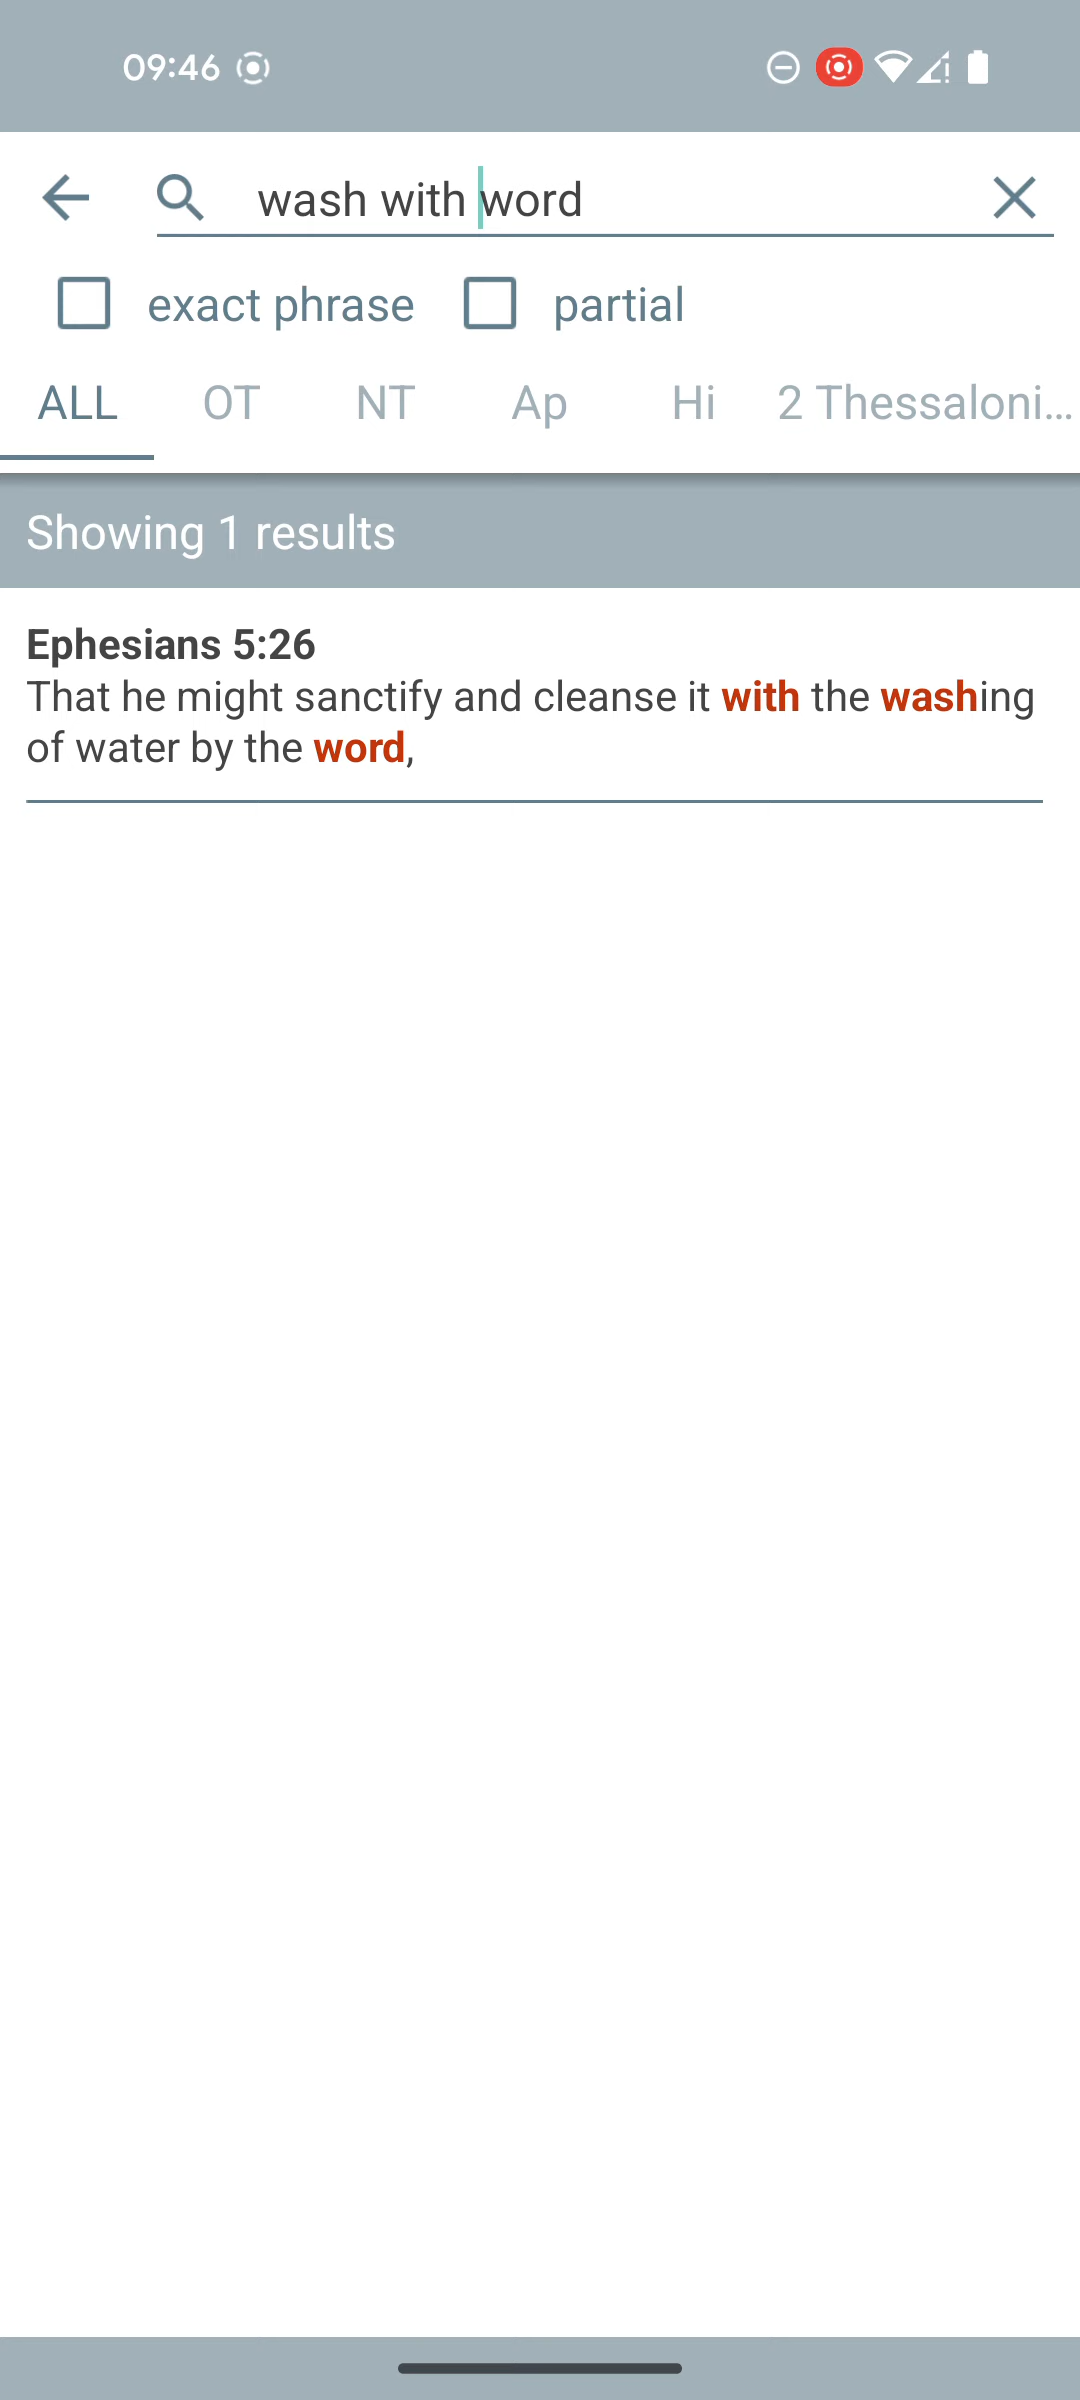 09:46
wash with word
exact phrase partial
ALL OT NT Ap Hi 2 Thessaloni...
Showing 1 results
Ephesians 5:26
That he might sanctify and cleanse it with the washing
of water by the word,